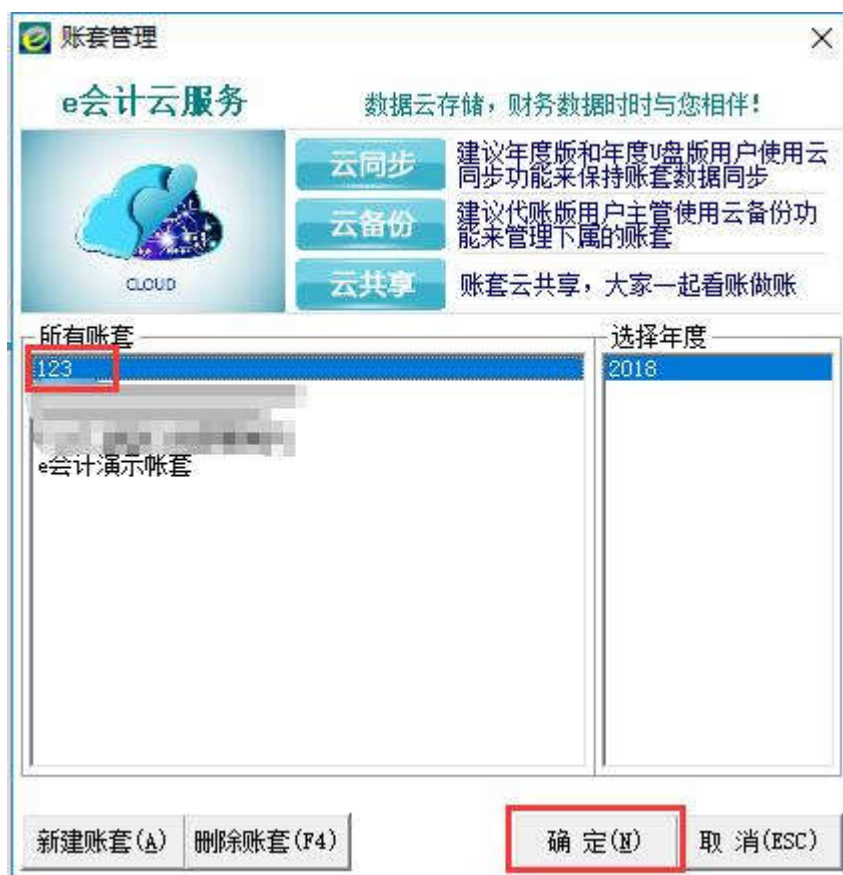 账套管理
e会计云服务
数据云存储，财务数据时时与您相伴！
云同步
建议年度版和年度U盘版用户使用云
同步功能来保持账套数据同步
云备份
建议代账版用户主管使用云备份功
能来管理下属的账套
CLOUD
云共享
账套云共享，大家一起看账做账
所有账套
选择年度
123
2018
e会计演示帐套
新建账套(A)
删除账套(F4)
确 定(N)
取 消(ESC)